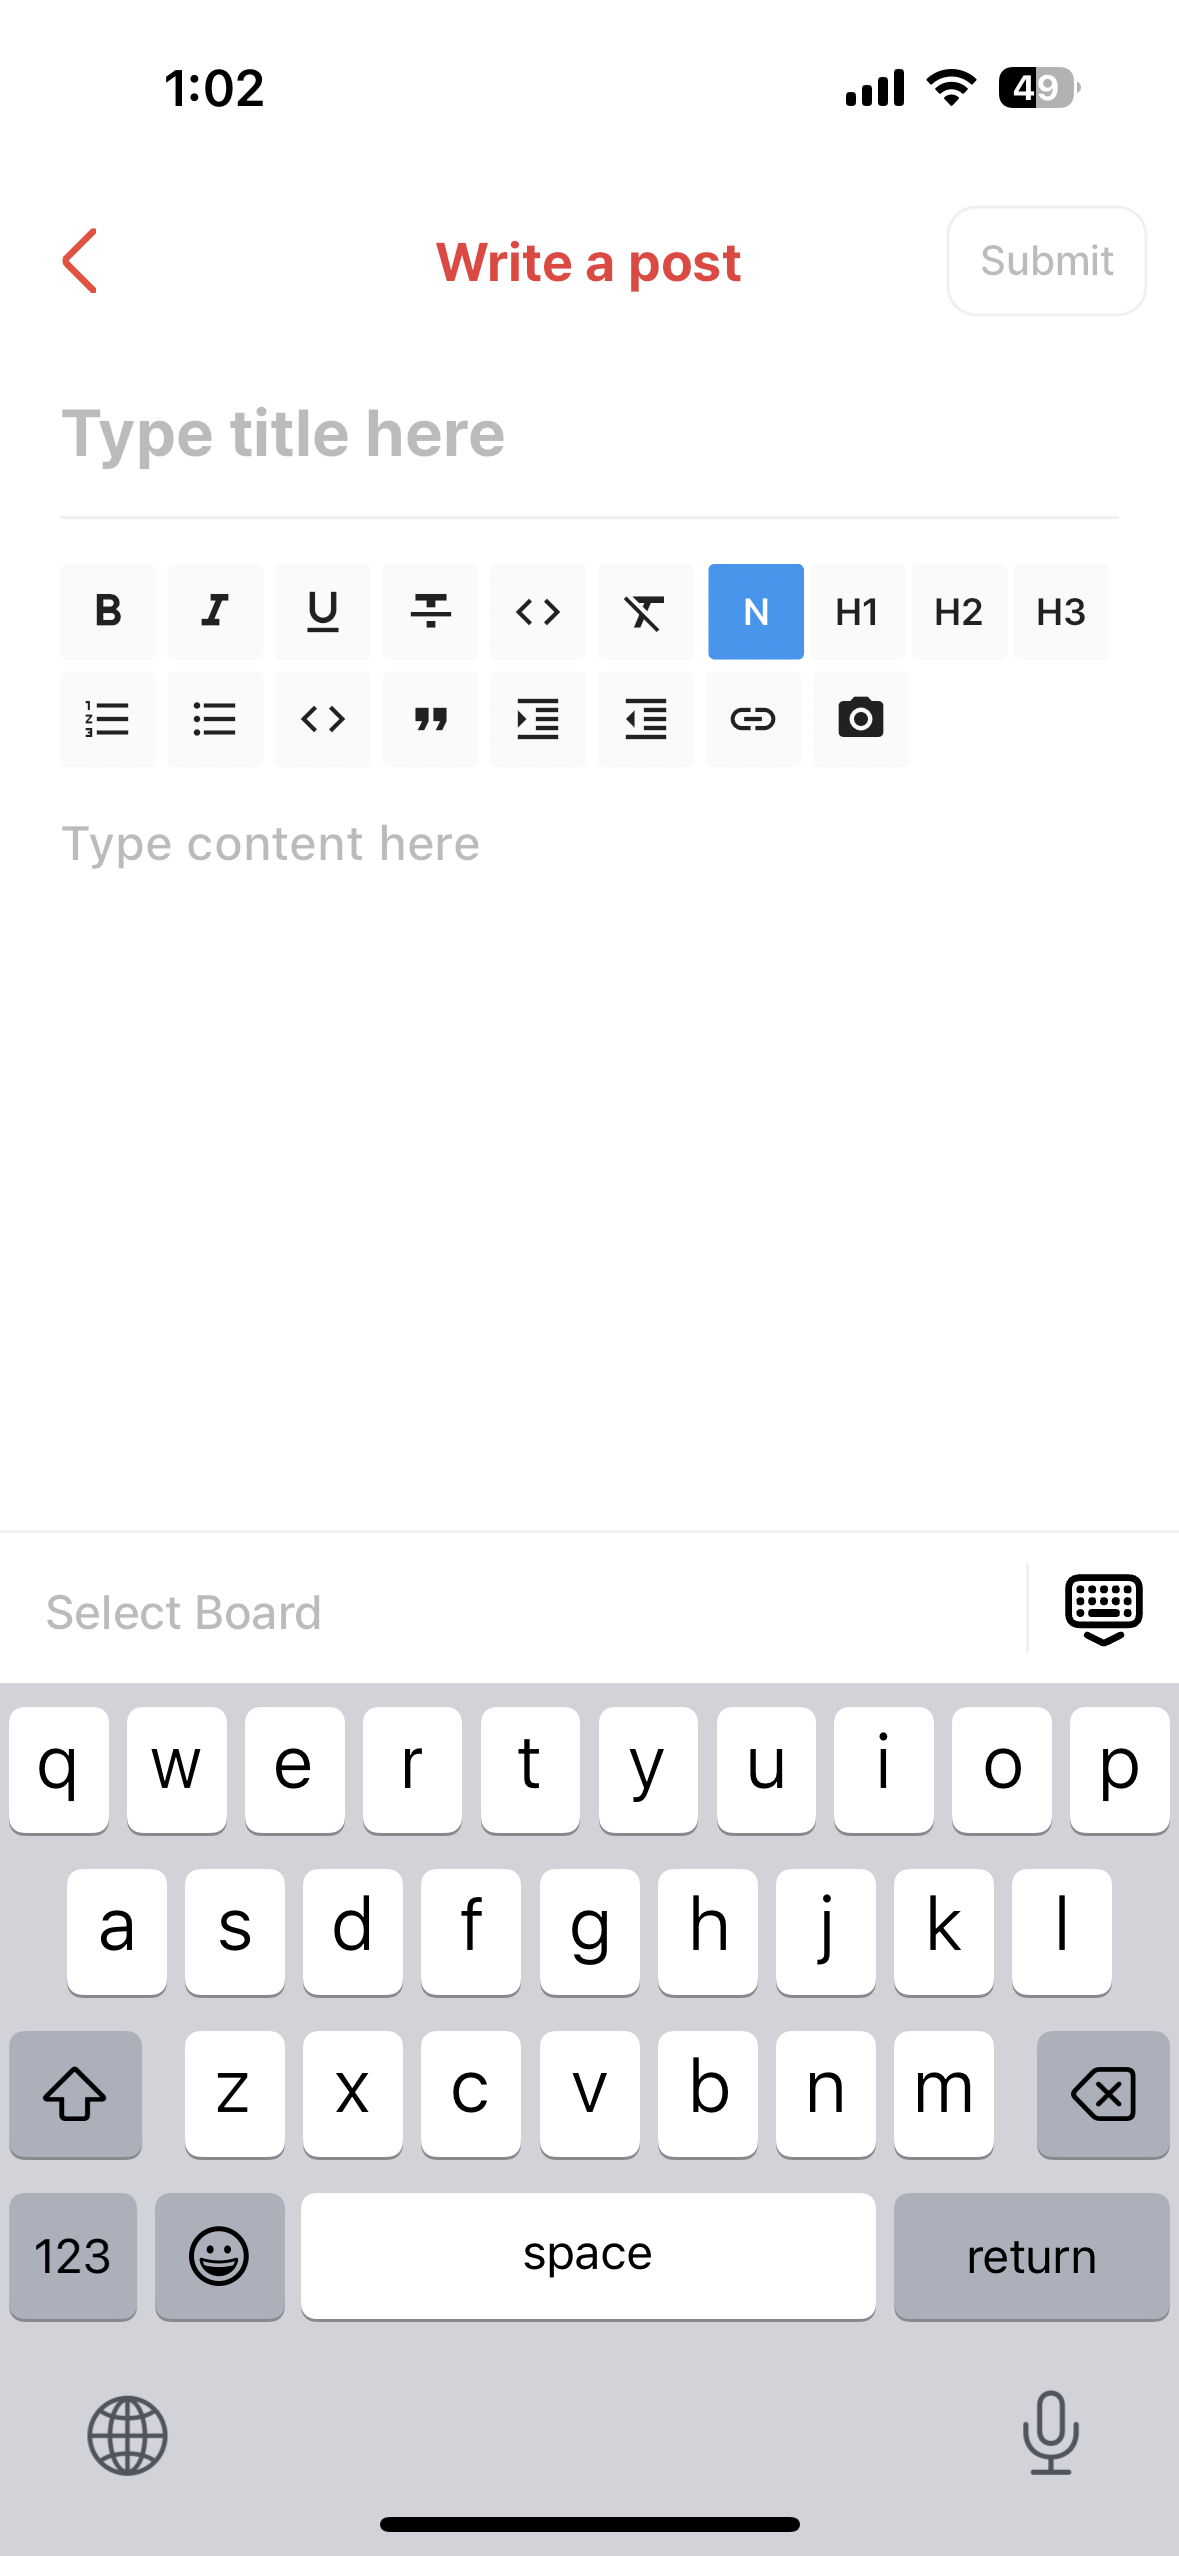 1:02
49
Write a post
Submit
Type title here
B I U T <> T N H1 H2 H3
Type content here
Select Board
q w e r t y u i o p
a s d f g h j k l
z x c v b n m
123 space return